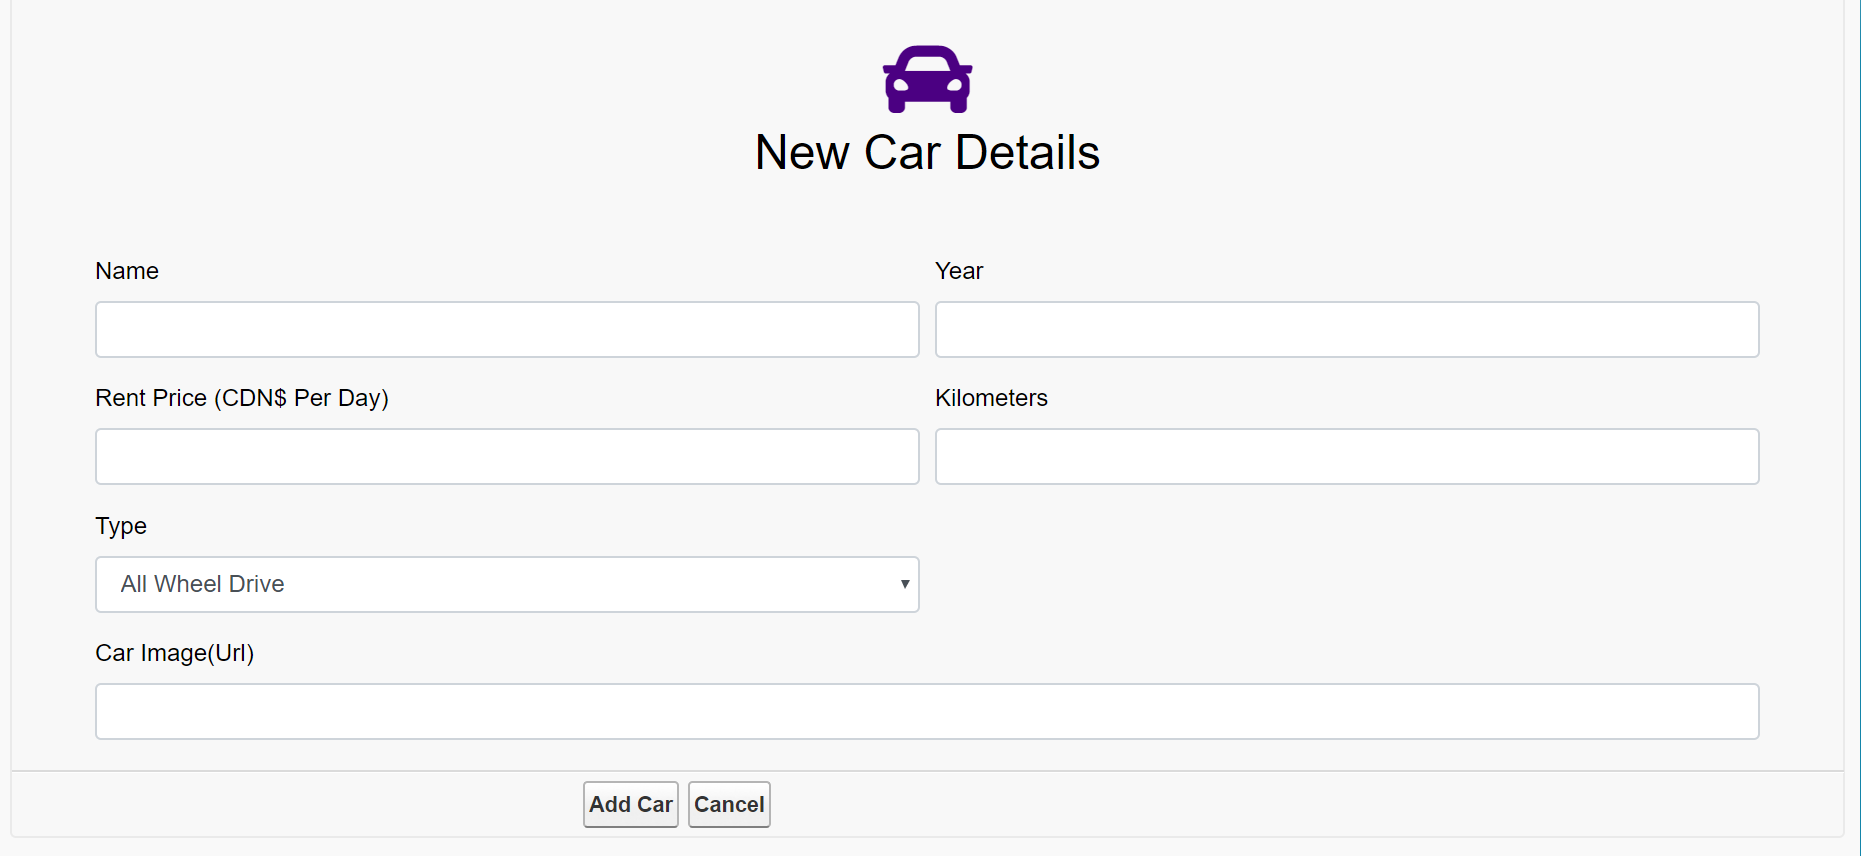 New Car Details
Name
Year
Rent Price (CDN$ Per Day)
Kilometers
Type
All Wheel Drive
Car Image(Url)
Add Car
Cancel